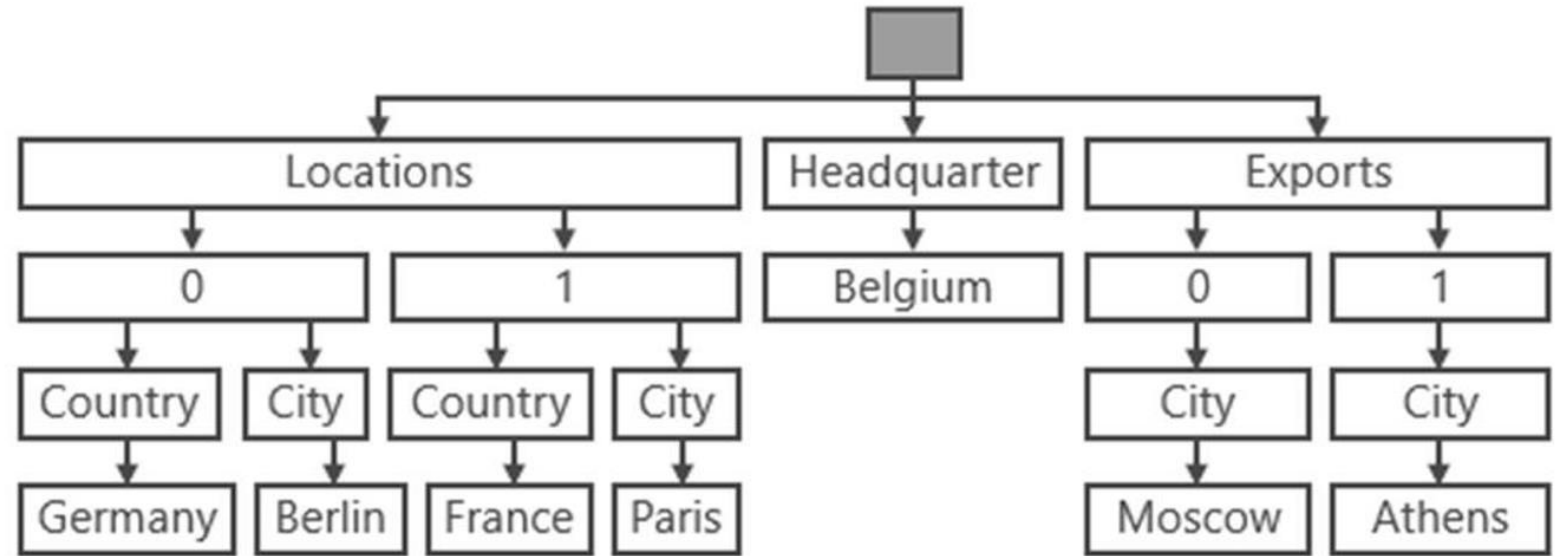 Locations Headquarter Exports
0 1 Belgium 0 1
Country City Country City City City
Germany Berlin France Paris Moscow Athens